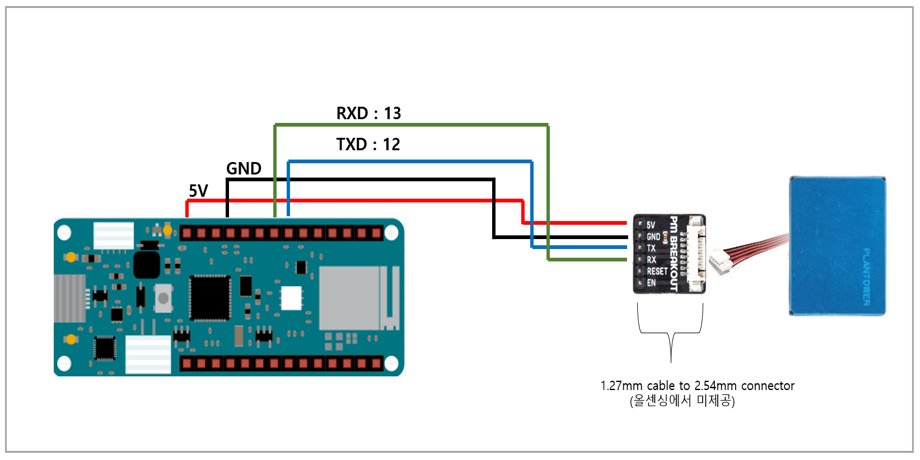 RXD : 13
TXD : 12
GND
5V
PM BREAKOUT
5V
GND
TX
RX
RESET
EN
PLANTOWER
1.27mm cable to 2.54mm connector
(올센싱에서 미제공)